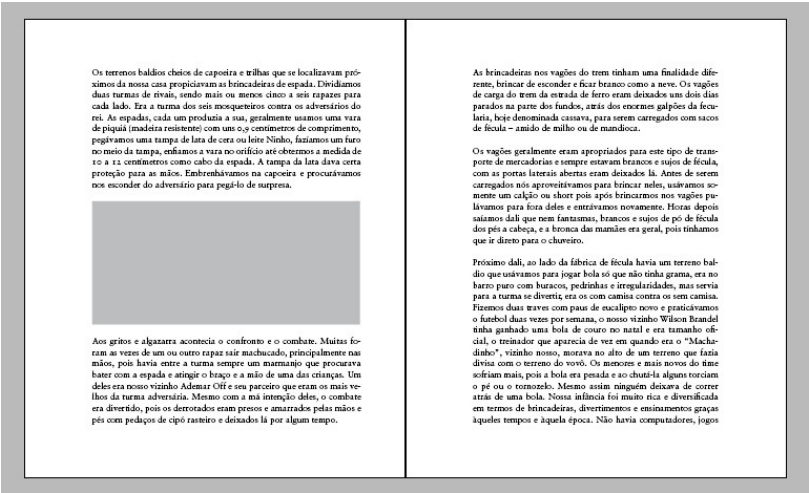 Os terrenos baldios cheios de capoeira e trilhas que se localizavam pró-
ximos da nossa casa propiciavam as brincadeiras de espada. Dividíamos
duas turmas de rivais, sendo mais ou menos cinco a seis rapazes para
cada lado. Era a turma dos seis mosqueteiros contra os adversários do
rei. As espadas, cada um produzia a sua, geralmente usamos uma vara
de piquiá (madeira resistente) com uns 0,9 centímetros de comprimento,
pegávamos uma tampa de lata de cera ou leite Ninho, fazíamos um furo
no meio da tampa, enfiamos a vara no orifício até obtermos a medida de
10 a 12 centímetros como cabo da espada. A tampa da lata dava certa
proteção para as mãos. Embrenhávamos na capoeira e procurávamos
nos esconder do adversário para pegá-lo de surpresa.
Aos gritos e algazarra acontecia o confronto e o combate. Muitas fo-
ram as vezes de um ou outro rapaz sair machucado, principalmente nas
mãos, pois havia entre a turma sempre um marmanjo que procurava
bater com a espada e atingir o braço e a mão de uma das crianças. Um
deles era nosso vizinho Ademar Off e seu parceiro que eram os mais ve-
lhos da turma adversária. Mesmo com a má intenção deles, o combate
era divertido, pois os derrotados eram presos e amarrados pelas mãos e
pés com pedaços de cipó rasteiro e deixados lá por algum tempo.
As brincadeiras nos vagões do trem tinham uma finalidade dife-
rente, brincar de esconder e ficar branco como a neve. Os vagões
de carga do trem da estrada de ferro eram deixados uns dois dias
parados na parte dos fundos, atrás dos enormes galpões da fecu-
laria, hoje denominada cassava, para serem carregados com sacos
de fécula – amido de milho ou de mandioca.
Os vagões geralmente eram apropriados para este tipo de trans-
porte de mercadorias e sempre estavam brancos e sujos de fécula,
com as portas laterais abertas eram deixados lá. Antes de serem
carregados nós aproveitávamos para brincar neles, usávamos so-
mente um calção ou short pois após brincarmos nos vagões pu-
lávamos para fora deles e entrávamos novamente. Horas depois
saíamos dali que nem fantasmas, brancos e sujos de pó de fécula
dos pés a cabeça, e a bronca das mamães era geral, pois tínhamos
que ir direto para o chuveiro.
Próximo dali, ao lado da fábrica de fécula havia um terreno bal-
dio que usávamos para jogar bola só que não tinha grama, era no
barro puro com buracos, pedrinhas e irregularidades, mas servia
para a turma se divertir, era os com camisa contra os sem camisa.
Fizemos duas traves com paus de eucalipto novo e praticávamos
o futebol duas vezes por semana, o nosso vizinho Wilson Brandel
tinha ganhado uma bola de couro no natal e era tamanho ofi-
cial, o treinador que aparecia de vez em quando era o “Macha-
dinho”, vizinho nosso, morava no alto de um terreno que fazia
divisa com o terreno do vovô. Os menores e mais novos do time
sofriam mais, pois a bola era pesada e ao chutá-la alguns torciam
o pé ou o tornozelo. Mesmo assim ninguém deixava de correr
atrás de uma bola. Nossa infância foi muito rica e diversificada
em termos de brincadeiras, divertimentos e ensinamentos graças
àqueles tempos e àquela época. Não havia computadores, jogos